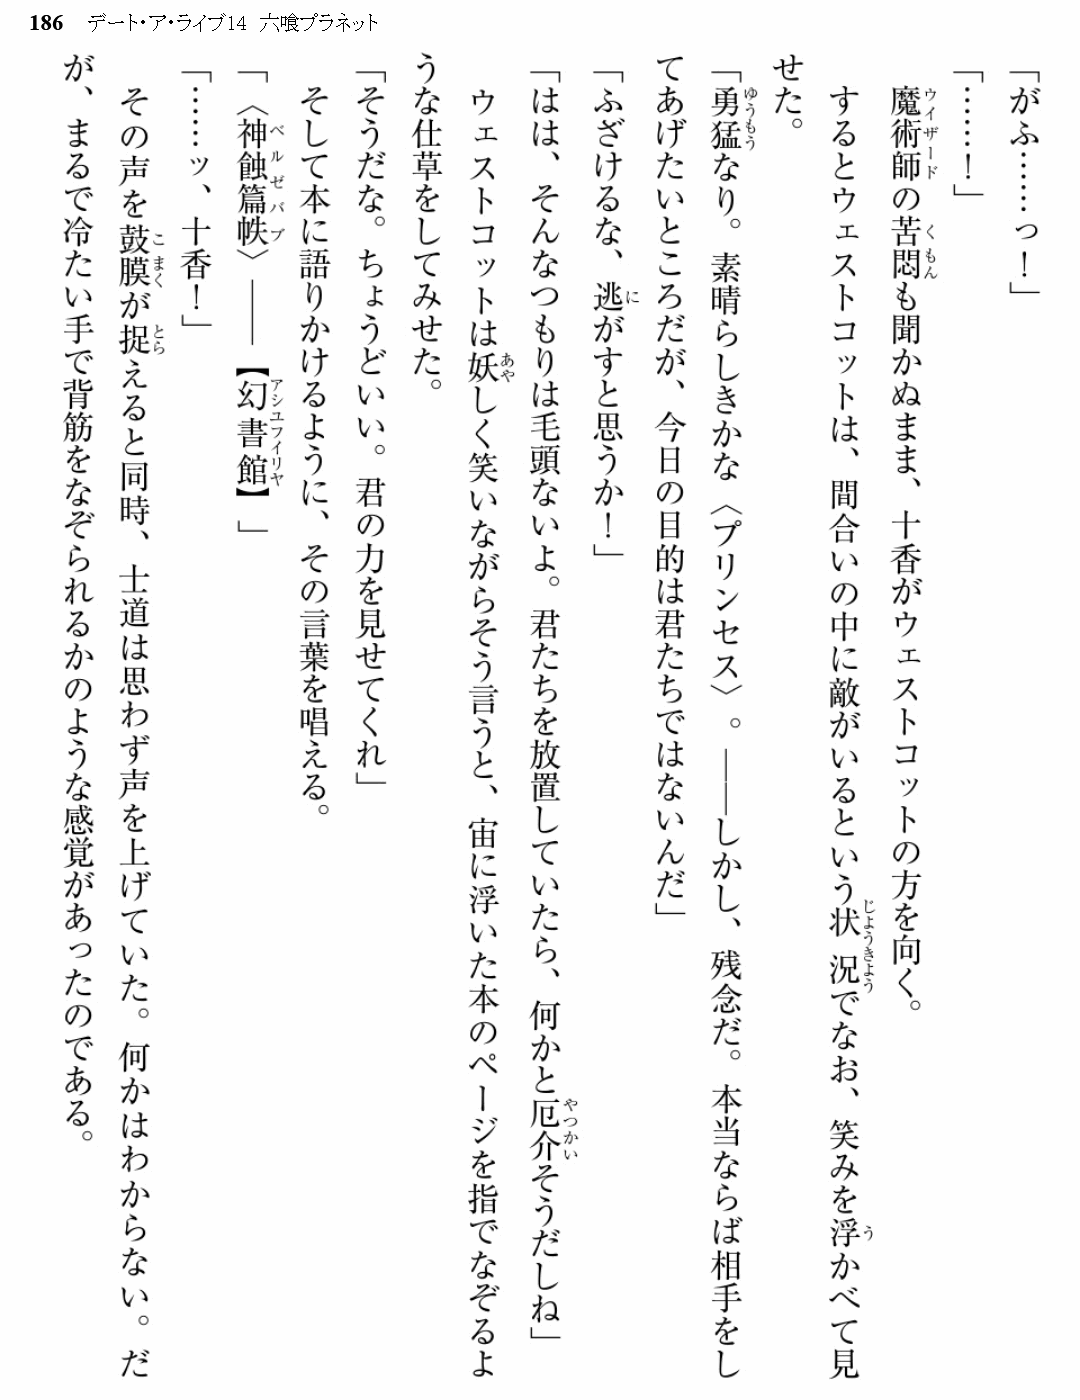 186 デート・ア・ライブ14 六喰プラネット
「がふ……っ！」
「……！」
魔術師の苦悶も聞かぬまま、十香がウェストコットの方を向く。
するとウェストコットは、間合いの中に敵がいるという状況でなお、笑みを浮かべて見
せた。
「勇猛なり。素晴らしきかな〈プリンセス〉。――しかし、残念だ。本当ならば相手をし
てあげたいところだが、今日の目的は君たちではないんだ」
「ふざけるな、逃がすと思うか！」
「はは、そんなつもりは毛頭ないよ。君たちを放置していたら、何かと厄介そうだしね」
ウェストコットは妖しく笑いながらそう言うと、宙に浮いた本のページを指でなぞるよ
うな仕草をしてみせた。
「そうだな。ちょうどいい。君の力を見せてくれ」
そして本に語りかけるように、その言葉を唱える。
「〈神蝕篇帙〉――【幻書館】」
「……ッ、十香！」
その声を鼓膜が捉えると同時、士道は思わず声を上げていた。何かはわからない。だ
が、まるで冷たい手で背筋をなぞられるかのような感覚があったのである。